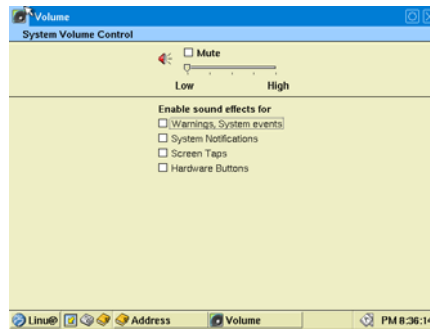 Volume
System Volume Control
Mute
Low High
Enable sound effects for
Warnings, System events
System Notifications
Screen Taps
Hardware Buttons
Linu@ Address Volume PM 8:36:14